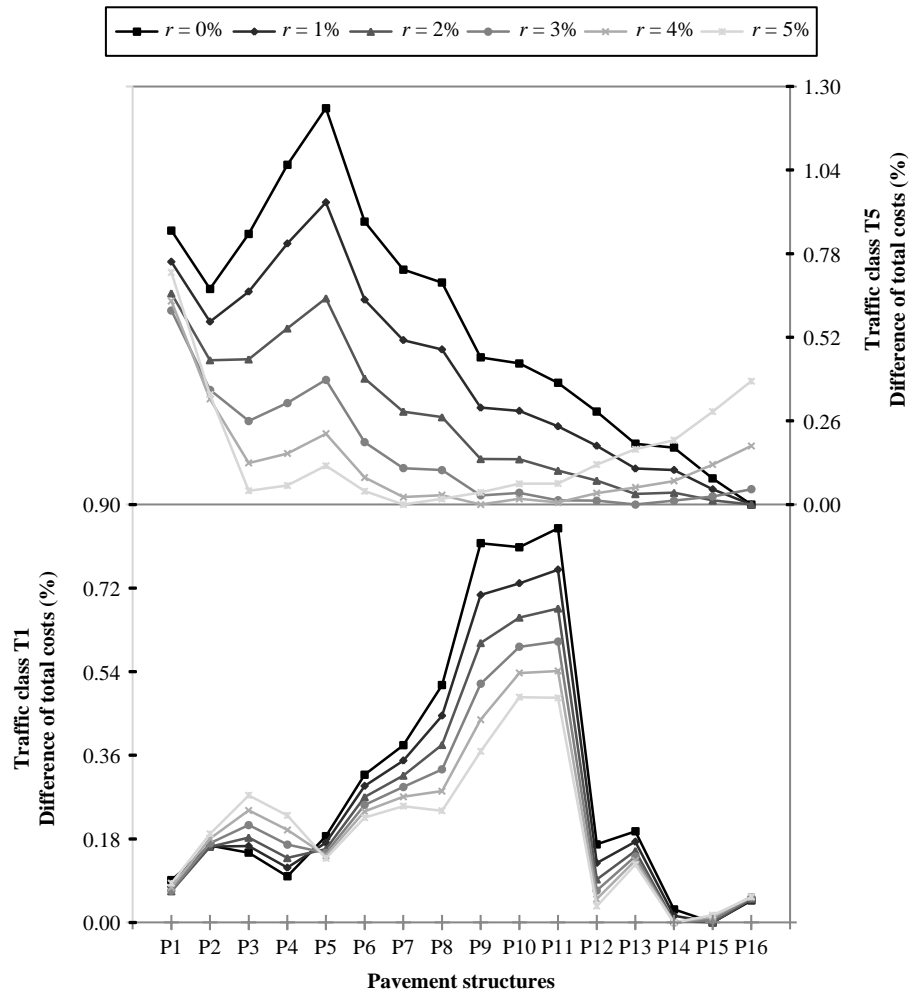 r = 0% r = 1% r = 2% r = 3% r = 4% r = 5%
1.30
1.04
0.78
0.52
0.26
0.00
Traffic class T5
Difference of total costs (%)
0.90
0.72
0.54
0.36
0.18
0.00
Traffic class T1
Difference of total costs (%)
P1 P2 P3 P4 P5 P6 P7 P8 P9 P10 P11 P12 P13 P14 P15 P16
Pavement structures